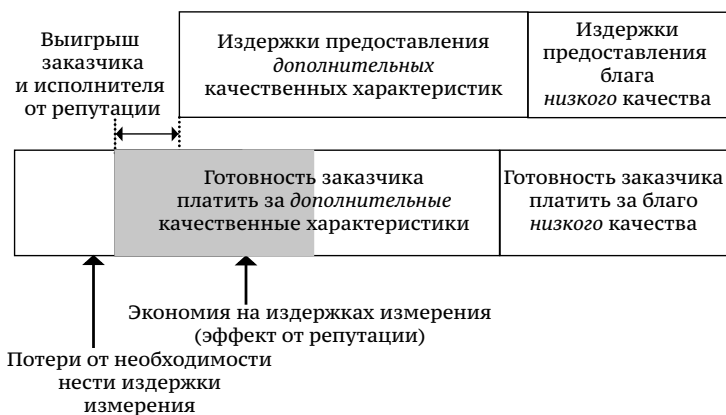 Выигрыш
заказчика
и исполнителя
от репутации
Издержки предоставления
дополнительных
качественных характеристик
Издержки
предоставления
блага
низкого качества
Готовность заказчика
платить за дополнительные
качественные характеристики
Готовность заказчика
платить за благо
низкого качества
Экономия на издержках измерения
(эффект от репутации)
Потери от необходимости
нести издержки
измерения